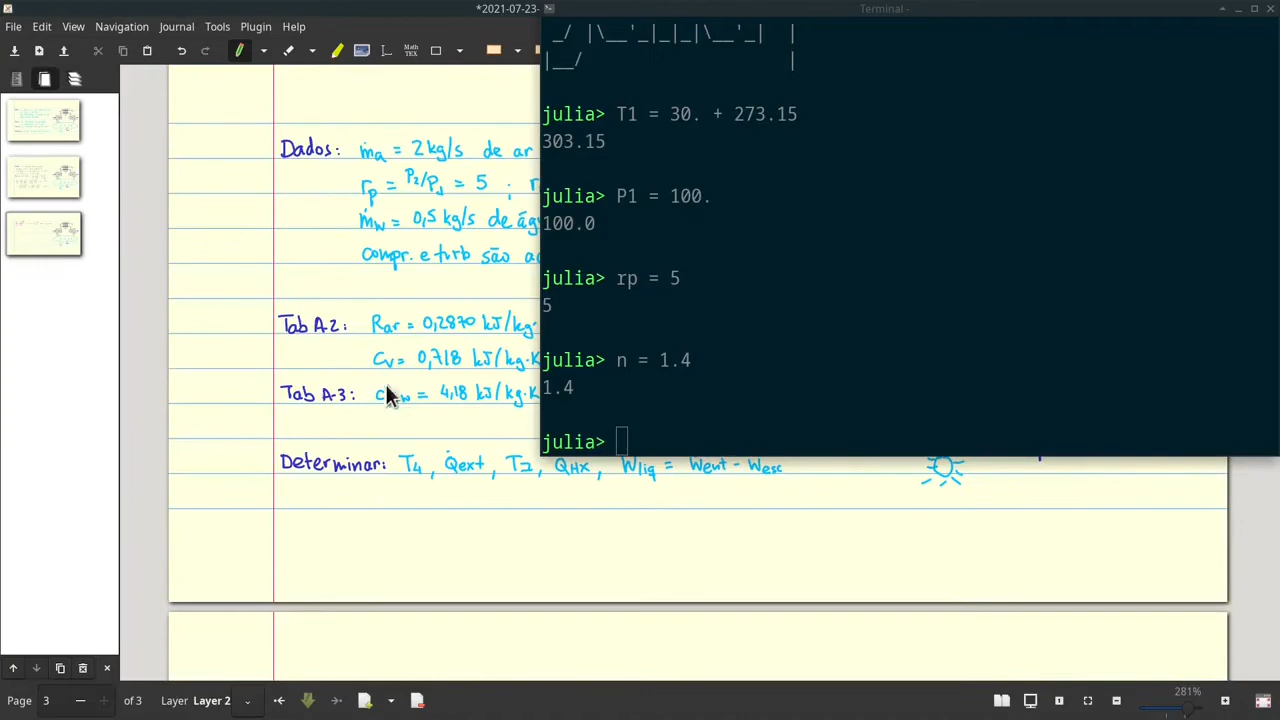 *2021-07-23-
Terminal -
File Edit View Navigation Journal Tools Plugin Help
julia> T1 = 30. + 273.15
303.15
julia> P1 = 100.
100.0
julia> rp = 5
5
julia> n = 1.4
1.4
julia>
Dados: ṁa = 2 kg/s de ar
rp = P2/P1 = 5 ; r
ṁw = 0,5 kg/s de ág
compr. e turb são a
Tab A-2: Rar = 0,2870 kJ/kg·
Cv = 0,718 kJ/kg·K
Tab A-3: = 4,18 kJ/kg·K
Determinar: T4, Q̇ext, T2, Q̇Hx, Ẇliq = Ẇent - Ẇesc
Page 3 of 3 Layer Layer 2 281%